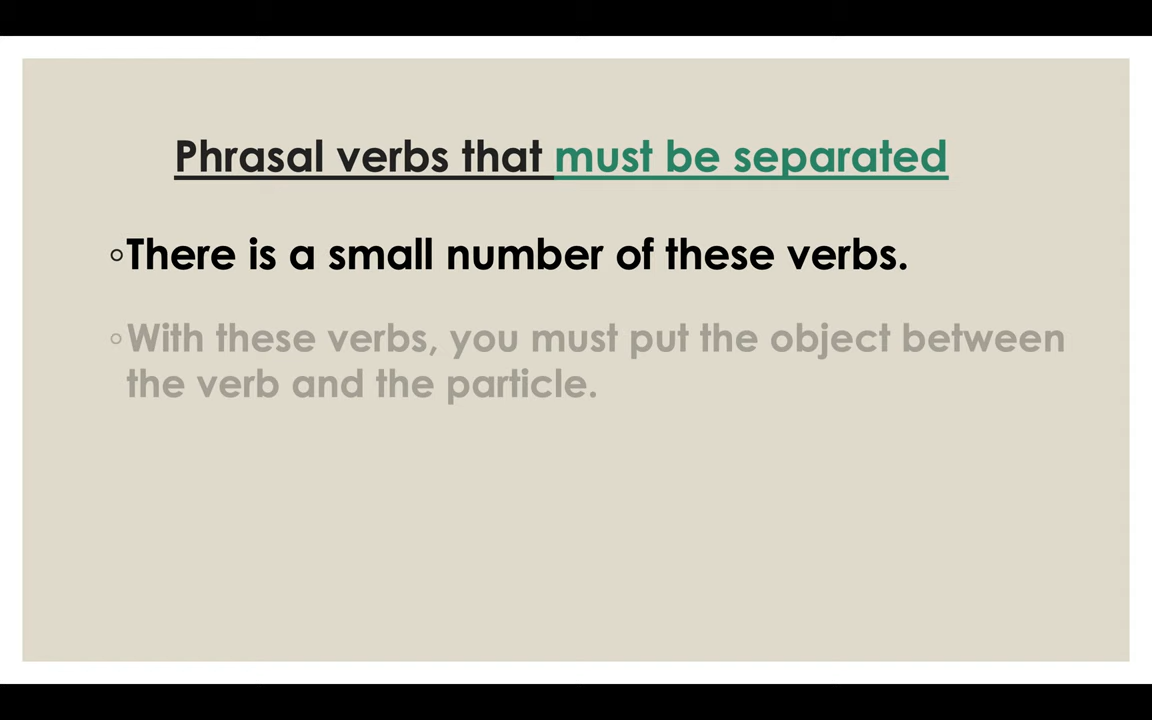 Phrasal verbs that must be separated
◦There is a small number of these verbs.
◦With these verbs, you must put the object between
the verb and the particle.